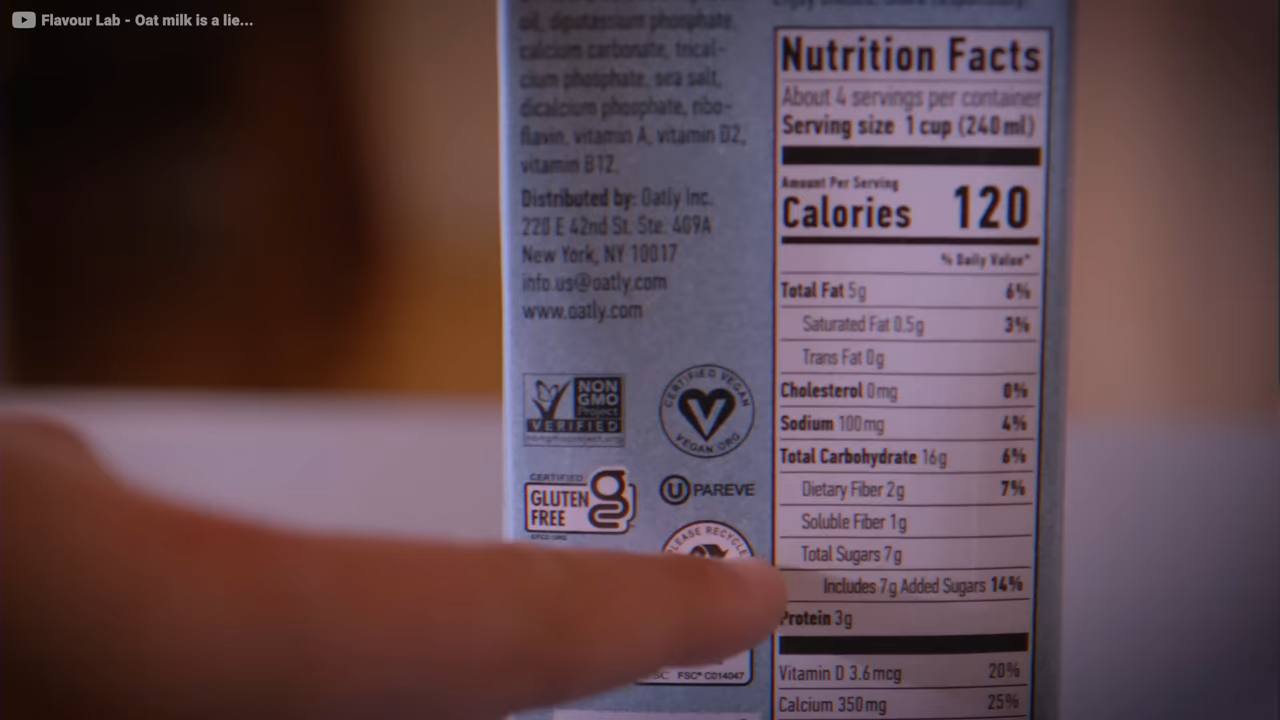 Flavour Lab - Oat milk is a lie...
oil, dipotassium phosphate,
calcium carbonate, trical-
cium phosphate, sea salt,
dicalcium phosphate, ribo-
flavin, vitamin A, vitamin D2,
vitamin B12.
Distributed by: Oatly Inc.
220 E 42nd St. Ste. 409A
New York, NY 10017
info.us@oatly.com
www.oatly.com
NON
GMO
Project
VERIFIED
nongmoproject.org
CERTIFIED VEGAN
VEGAN.ORG
CERTIFIED
GLUTEN
FREE
GFCO.ORG
U PAREVE
PLEASE RECYCLE
FSC® C014047
Nutrition Facts
About 4 servings per container
Serving size 1 cup (240 ml)
Amount Per Serving
Calories 120
% Daily Value*
Total Fat 5g 6%
Saturated Fat 0.5g 3%
Trans Fat 0g
Cholesterol 0mg 0%
Sodium 100mg 4%
Total Carbohydrate 16g 6%
Dietary Fiber 2g 7%
Soluble Fiber 1g
Total Sugars 7g
Includes 7g Added Sugars 14%
Protein 3g
Vitamin D 3.6mcg 20%
Calcium 350mg 25%